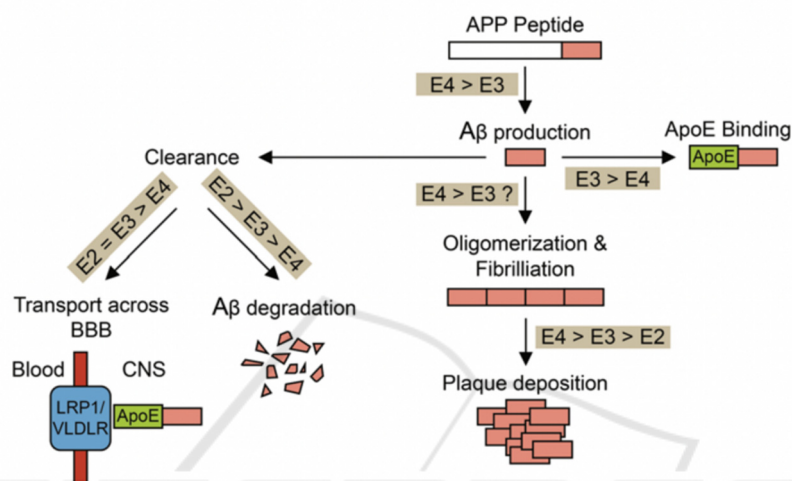 APP Peptide
E4 > E3
Aβ production
ApoE Binding
ApoE
Clearance
E3 > E4
E4 > E3 ?
E2 = E3 > E4
E2 > E3 > E4
Oligomerization &
Fibrilliation
Transport across
BBB
Aβ degradation
E4 > E3 > E2
Blood
CNS
Plaque deposition
LRP1/
VLDLR
ApoE